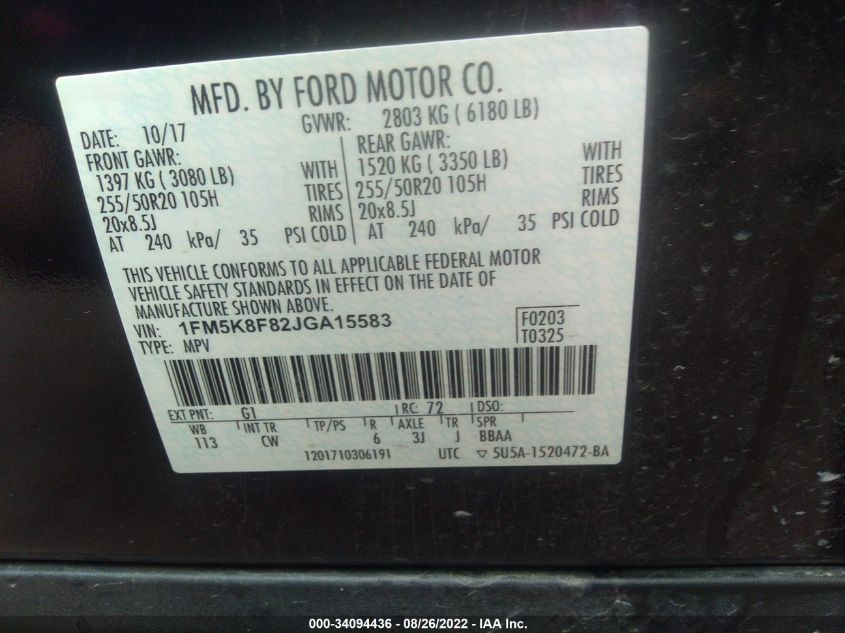 MFD. BY FORD MOTOR CO.
DATE: 10/17 GVWR: 2803 KG ( 6180 LB)
FRONT GAWR: REAR GAWR:
1397 KG ( 3080 LB) WITH 1520 KG ( 3350 LB) WITH
255/50R20 105H TIRES 255/50R20 105H TIRES
20x8.5J RIMS 20x8.5J RIMS
AT 240 kPa/ 35 PSI COLD AT 240 kPa/ 35 PSI COLD
THIS VEHICLE CONFORMS TO ALL APPLICABLE FEDERAL MOTOR
VEHICLE SAFETY STANDARDS IN EFFECT ON THE DATE OF
MANUFACTURE SHOWN ABOVE.
VIN: 1FM5K8F82JGA15583 F0203
TYPE: MPV T0325
EXT PNT: G1 RC: 72 DSO:
WB INT TR TP/PS R AXLE TR SPR
113 CW 6 3J J BBAA
1201710306191 UTC ▽ 5U5A-1520472-BA
000-34094436 - 08/26/2022 - IAA Inc.